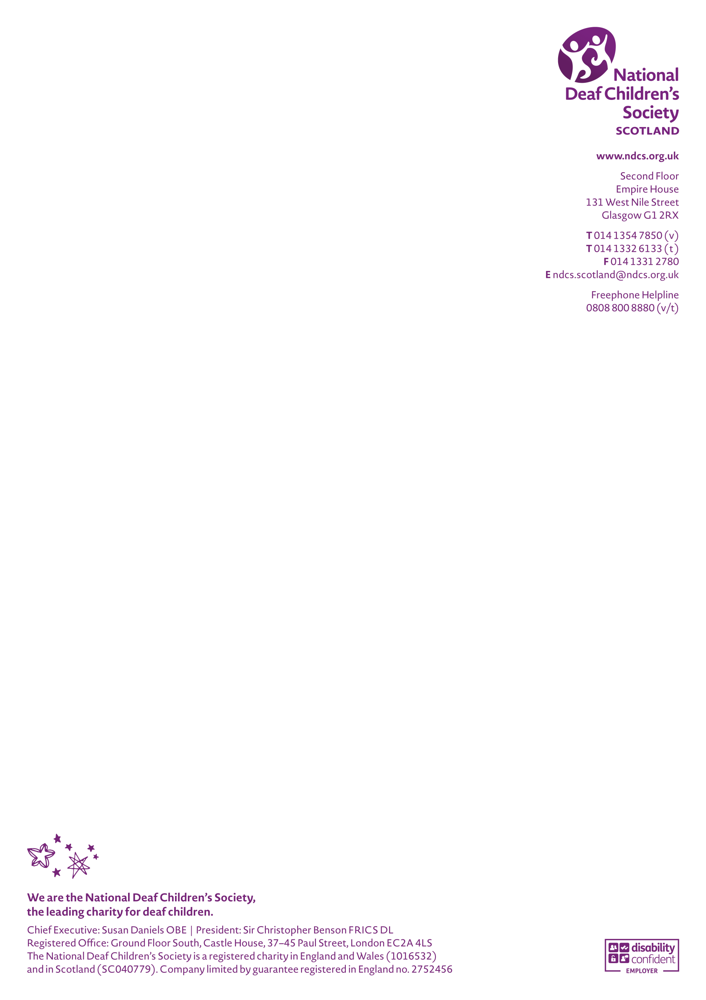 National
Deaf Children’s
Society
SCOTLAND
www.ndcs.org.uk
Second Floor
Empire House
131 West Nile Street
Glasgow G1 2RX
T 014 1354 7850 (v)
T 014 1332 6133 (t)
F 014 1331 2780
E ndcs.scotland@ndcs.org.uk
Freephone Helpline
0808 800 8880 (v/t)
We are the National Deaf Children’s Society,
the leading charity for deaf children.
Chief Executive: Susan Daniels OBE | President: Sir Christopher Benson FRICS DL
Registered Office: Ground Floor South, Castle House, 37–45 Paul Street, London EC2A 4LS
The National Deaf Children’s Society is a registered charity in England and Wales (1016532)
and in Scotland (SC040779). Company limited by guarantee registered in England no. 2752456
disability
confident
EMPLOYER